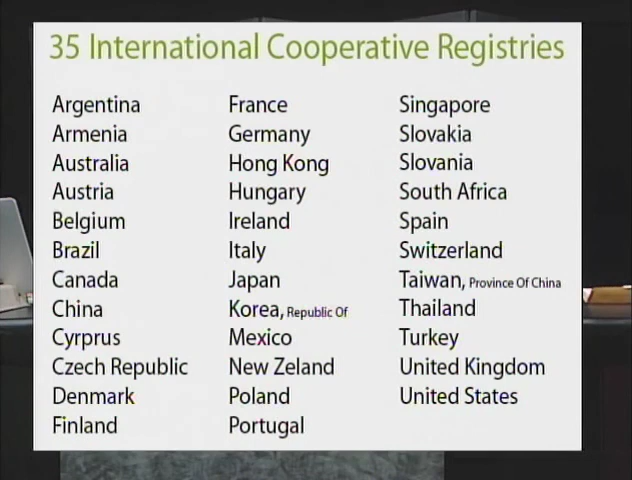 35 International Cooperative Registries
Argentina
Armenia
Australia
Austria
Belgium
Brazil
Canada
China
Cyrprus
Czech Republic
Denmark
Finland
France
Germany
Hong Kong
Hungary
Ireland
Italy
Japan
Korea, Republic Of
Mexico
New Zeland
Poland
Portugal
Singapore
Slovakia
Slovania
South Africa
Spain
Switzerland
Taiwan, Province Of China
Thailand
Turkey
United Kingdom
United States